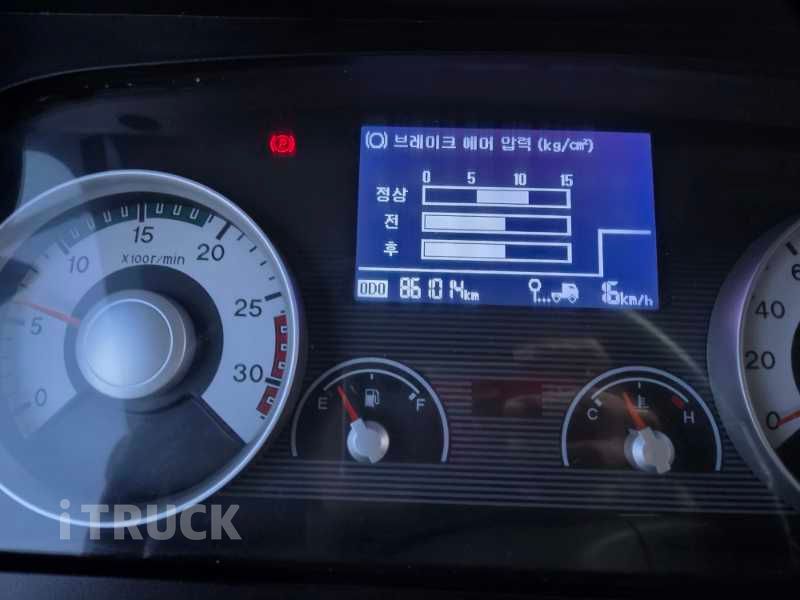 (P)
브레이크 에어 압력 (kg/cm²)
0 5 10 15
정상
전
후
ODO 861014km 16km/h
0 5 10 15 20 25 30
X100r/min
E F
C H
0 20 40 6
iTRUCK